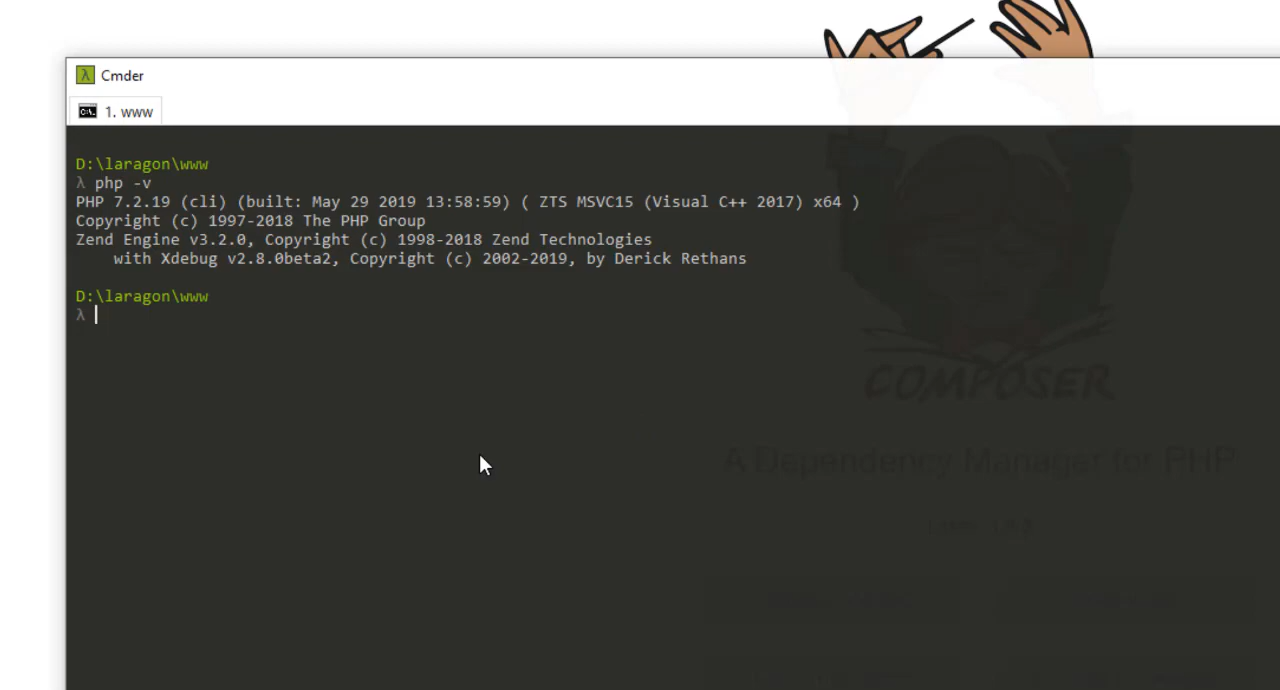 Cmder
1. www
D:\laragon\www
λ php -v
PHP 7.2.19 (cli) (built: May 29 2019 13:58:59) ( ZTS MSVC15 (Visual C++ 2017) x64 )
Copyright (c) 1997-2018 The PHP Group
Zend Engine v3.2.0, Copyright (c) 1998-2018 Zend Technologies
    with Xdebug v2.8.0beta2, Copyright (c) 2002-2019, by Derick Rethans
D:\laragon\www
λ
COMPOSER
A Dependency Manager for PHP